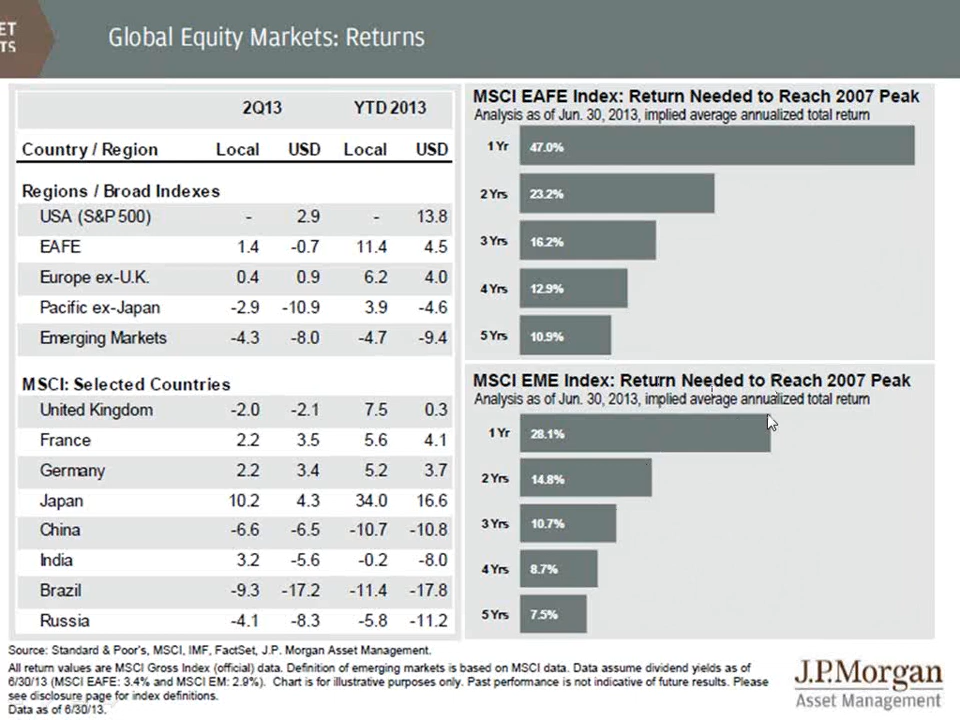 ET
TS
Global Equity Markets: Returns
2Q13 YTD 2013
Country / Region Local USD Local USD
Regions / Broad Indexes
USA (S&P 500) - 2.9 - 13.8
EAFE 1.4 -0.7 11.4 4.5
Europe ex-U.K. 0.4 0.9 6.2 4.0
Pacific ex-Japan -2.9 -10.9 3.9 -4.6
Emerging Markets -4.3 -8.0 -4.7 -9.4
MSCI: Selected Countries
United Kingdom -2.0 -2.1 7.5 0.3
France 2.2 3.5 5.6 4.1
Germany 2.2 3.4 5.2 3.7
Japan 10.2 4.3 34.0 16.6
China -6.6 -6.5 -10.7 -10.8
India 3.2 -5.6 -0.2 -8.0
Brazil -9.3 -17.2 -11.4 -17.8
Russia -4.1 -8.3 -5.8 -11.2
MSCI EAFE Index: Return Needed to Reach 2007 Peak
Analysis as of Jun. 30, 2013, implied average annualized total return
1 Yr 47.0%
2 Yrs 23.2%
3 Yrs 16.2%
4 Yrs 12.9%
5 Yrs 10.9%
MSCI EME Index: Return Needed to Reach 2007 Peak
Analysis as of Jun. 30, 2013, implied average annualized total return
1 Yr 28.1%
2 Yrs 14.8%
3 Yrs 10.7%
4 Yrs 8.7%
5 Yrs 7.5%
Source: Standard & Poor's, MSCI, IMF, FactSet, J.P. Morgan Asset Management.
All return values are MSCI Gross Index (official) data. Definition of emerging markets is based on MSCI data. Data assume dividend yields as of
6/30/13 (MSCI EAFE: 3.4% and MSCI EM: 2.9%). Chart is for illustrative purposes only. Past performance is not indicative of future results. Please
see disclosure page for index definitions.
Data as of 6/30/13.
J.P.Morgan
Asset Management